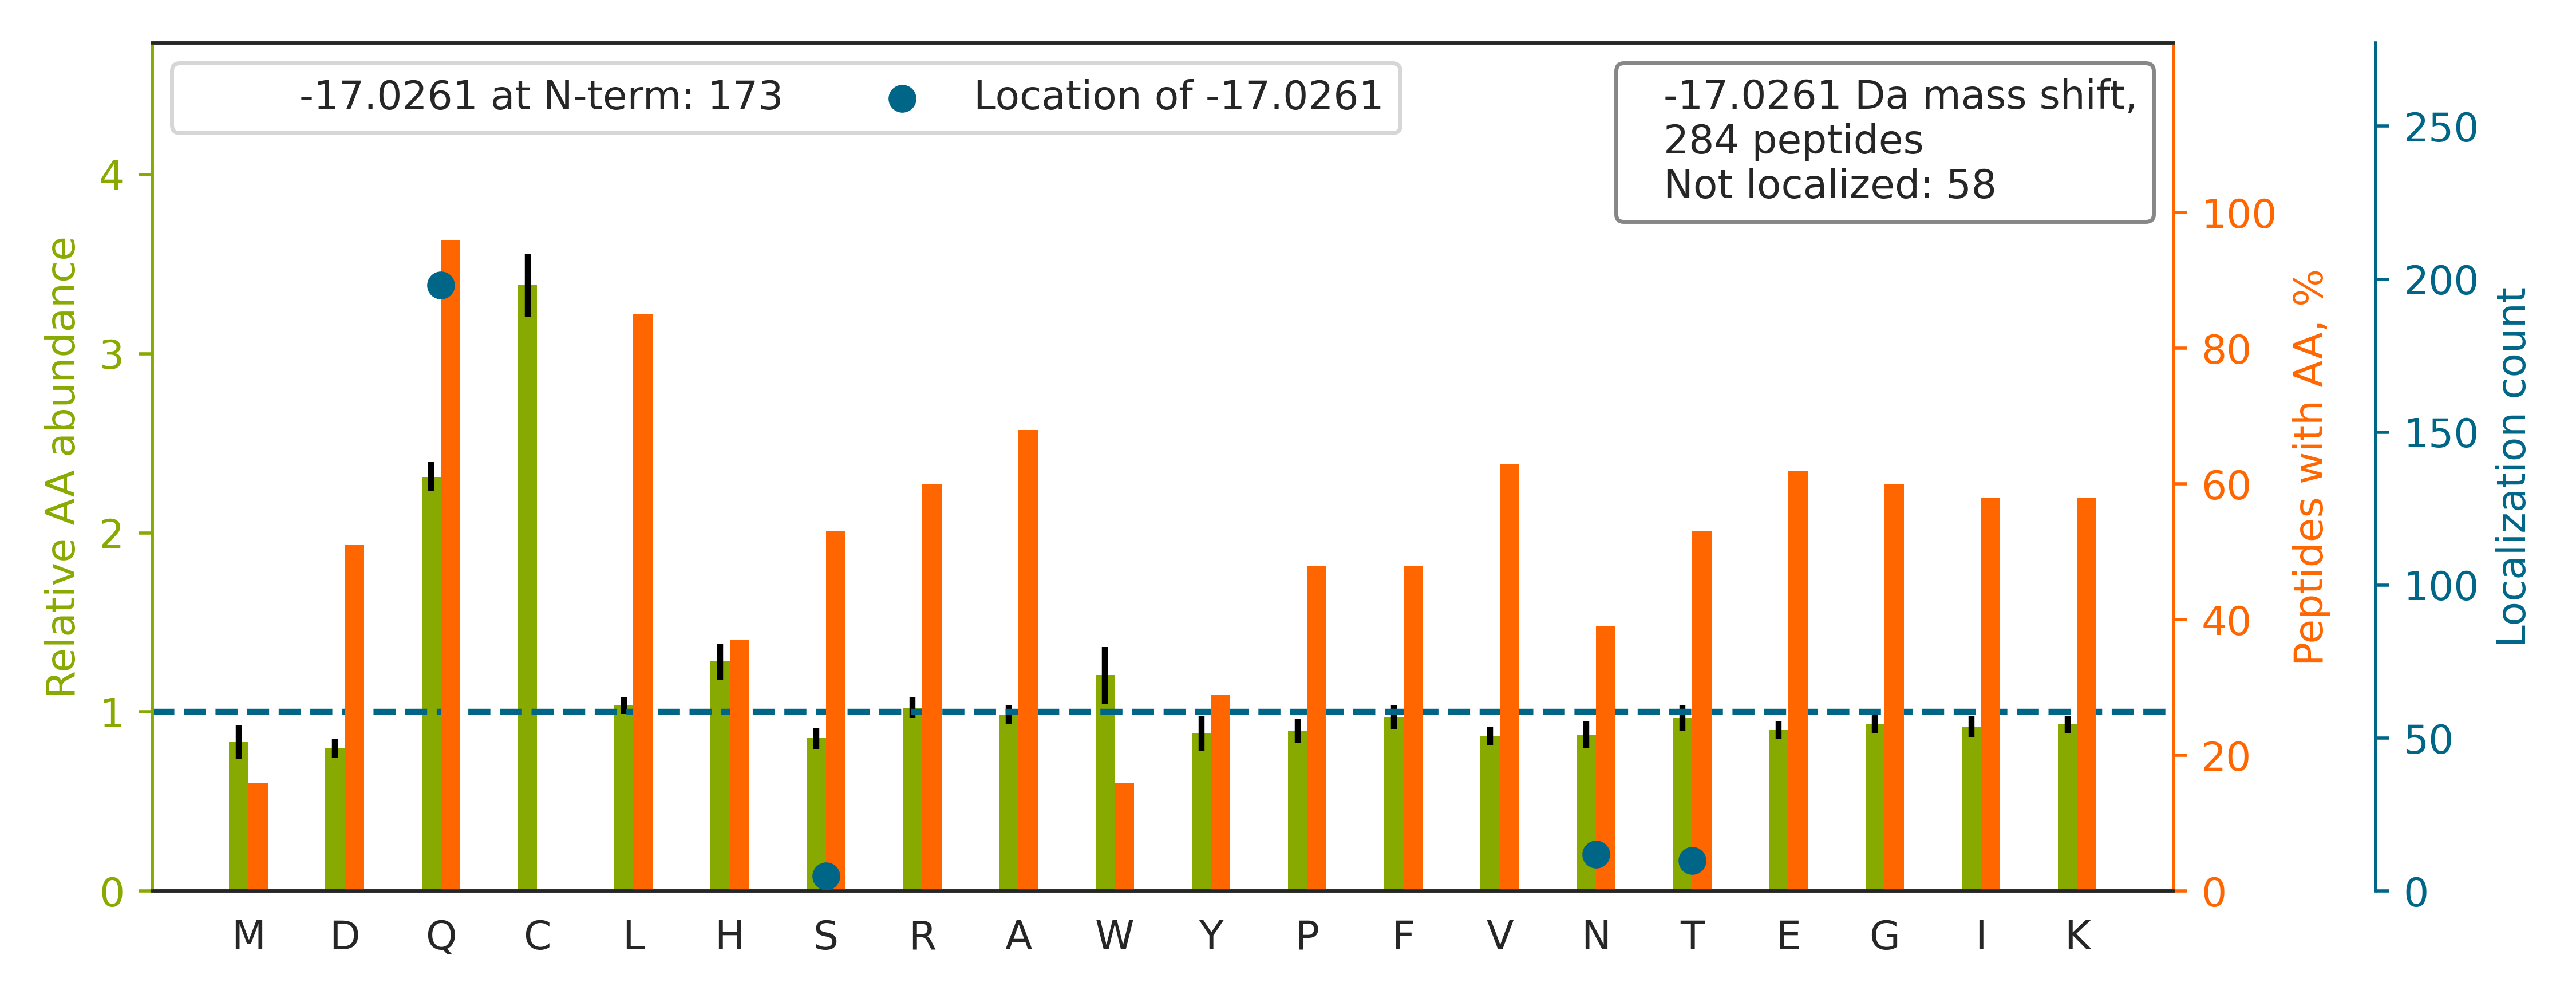 -17.0261 at N-term: 173
Location of -17.0261
-17.0261 Da mass shift,
284 peptides
Not localized: 58
Relative AA abundance
4
3
2
1
0
Peptides with AA, %
100
80
60
40
20
0
Localization count
250
200
150
100
50
0
M D Q C L H S R A W Y P F V N T E G I K